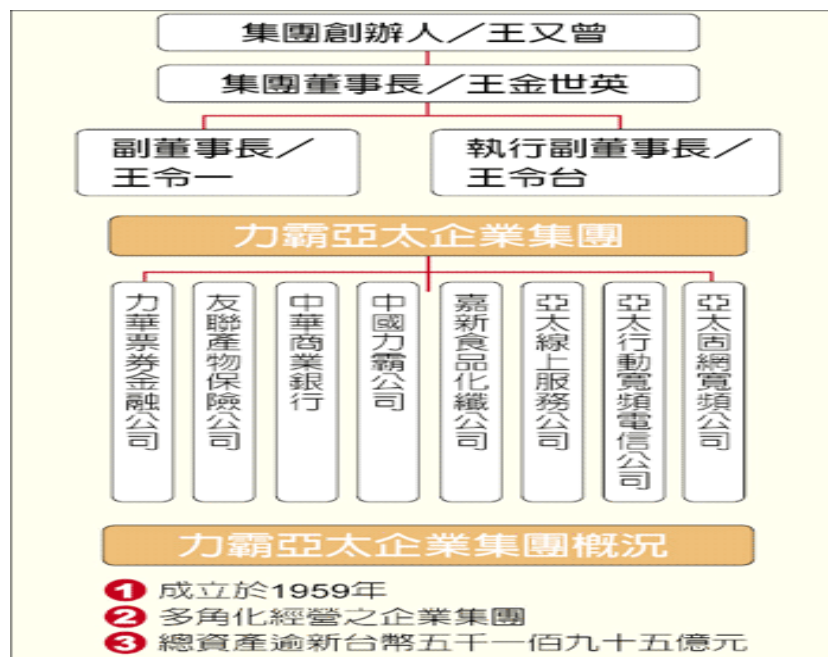 集團創辦人／王又曾
集團董事長／王金世英
副董事長／
王令一
執行副董事長／
王令台
力霸亞太企業集團
力華票券金融公司
友聯產物保險公司
中華商業銀行
中國力霸公司
嘉新食品化纖公司
亞太線上服務公司
亞太行動寬頻電信公司
亞太固網寬頻公司
力霸亞太企業集團概況
1 成立於1959年
2 多角化經營之企業集團
3 總資產逾新台幣五千一佰九十五億元